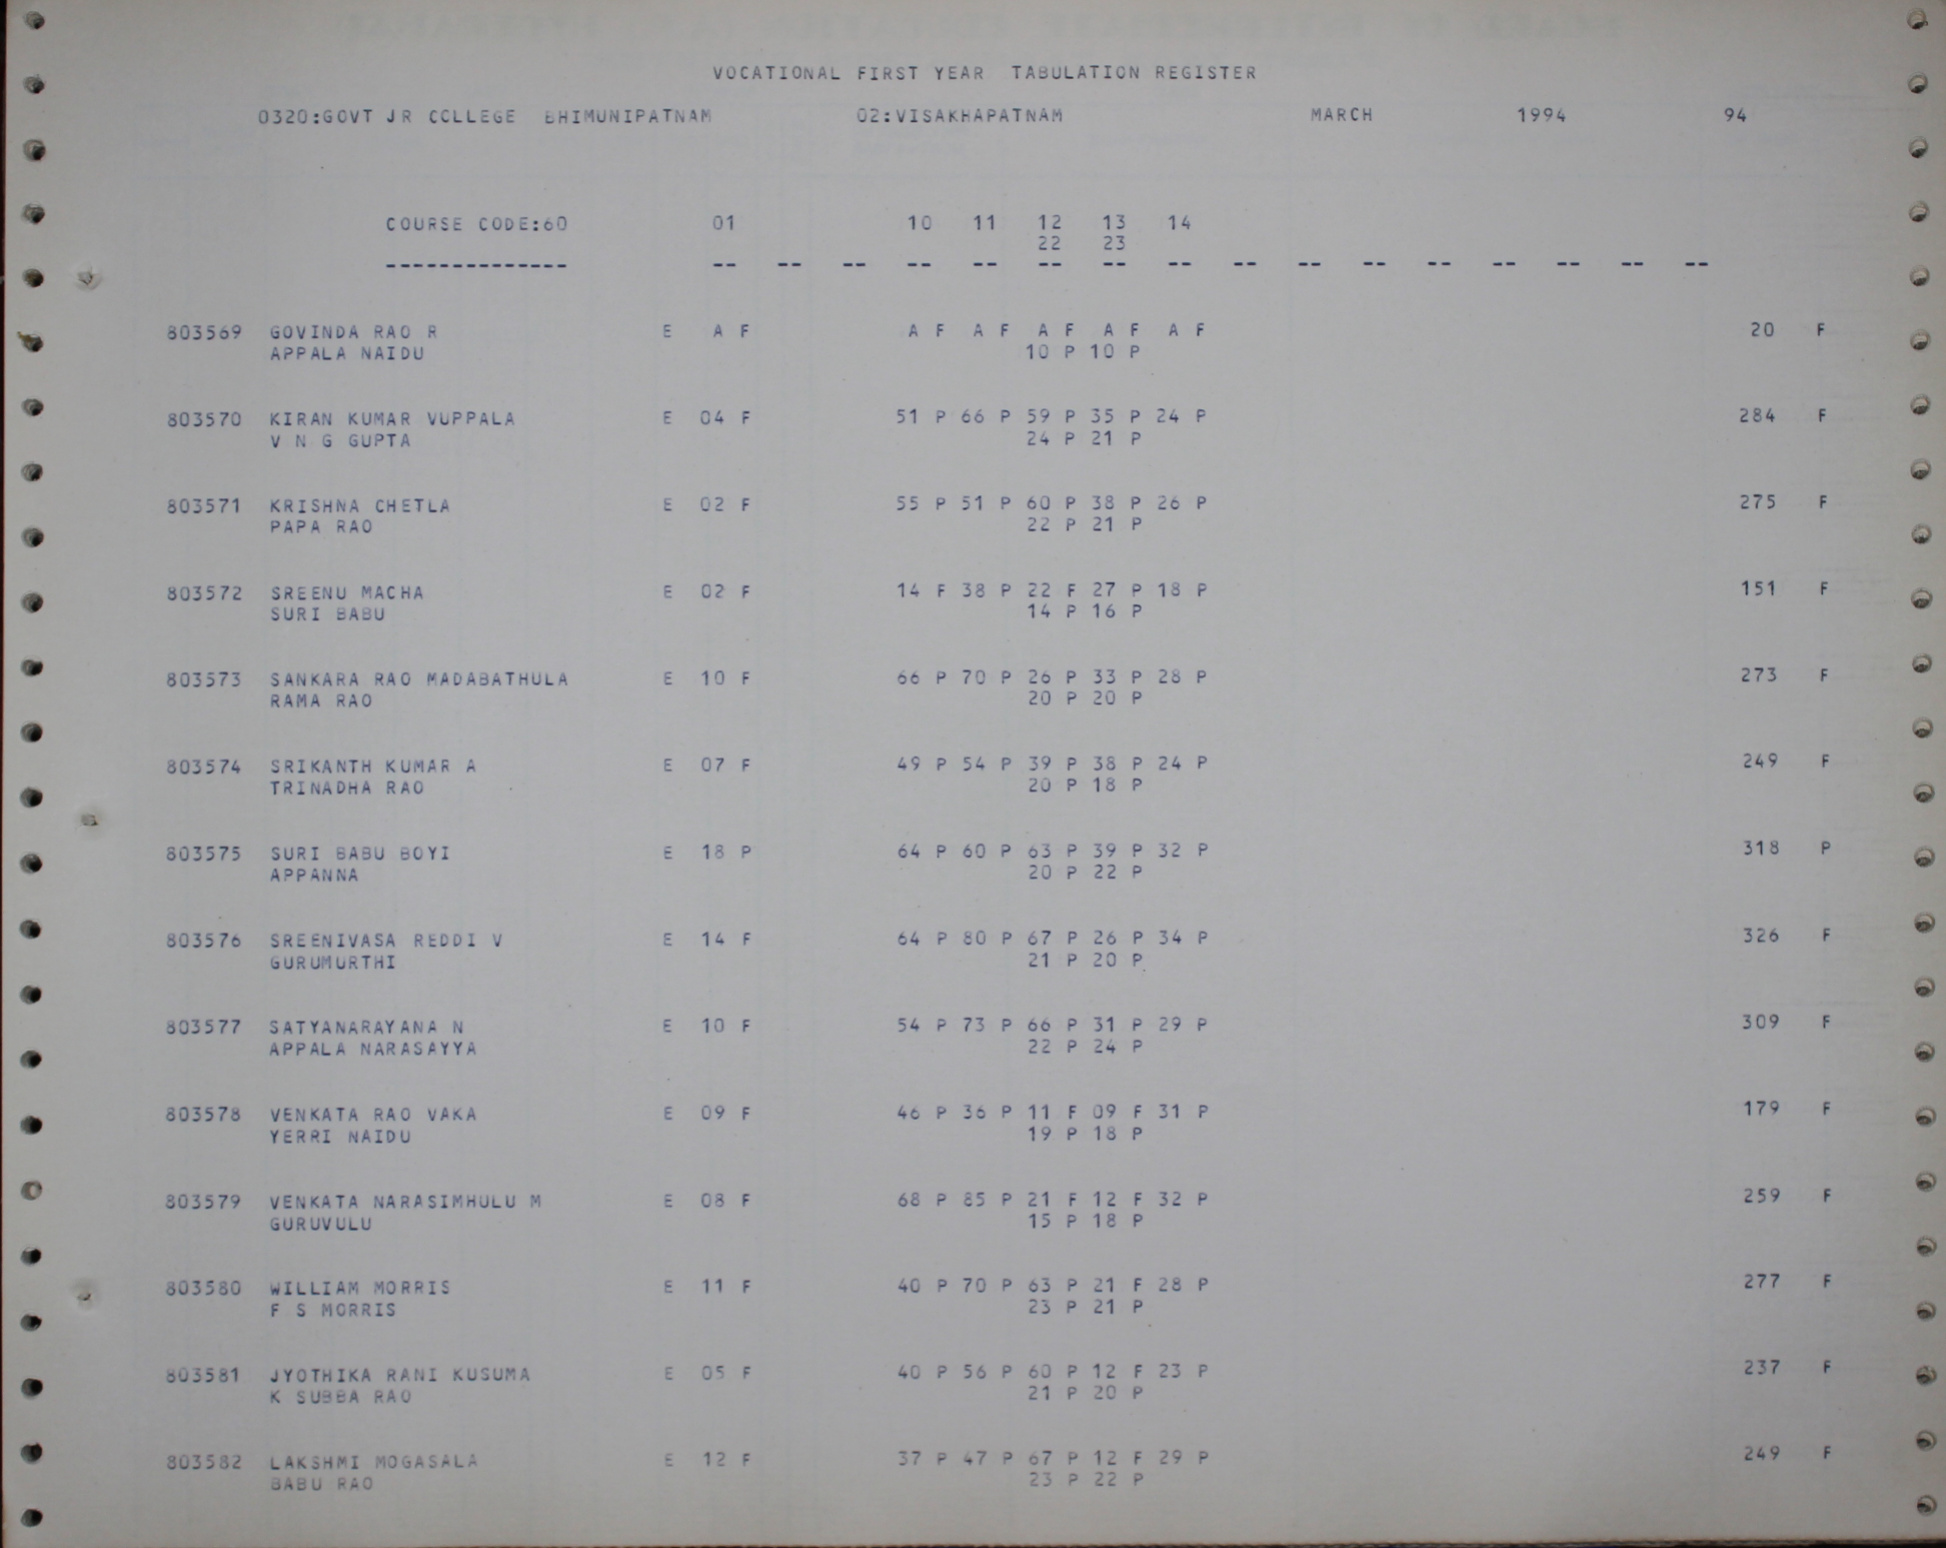 VOCATIONAL FIRST YEAR TABULATION REGISTER
0320:GOVT JR COLLEGE BHIMUNIPATNAM 02:VISAKHAPATNAM MARCH 1994 94
COURSE CODE:60 01 10 11 12 13 14
22 23
-------------- -- -- -- -- -- -- -- -- -- -- -- -- -- -- -- --
803569 GOVINDA RAO R E A F A F A F A F A F A F 20 F
APPALA NAIDU 10 P 10 P
803570 KIRAN KUMAR VUPPALA E 04 F 51 P 66 P 59 P 35 P 24 P 284 F
V N G GUPTA 24 P 21 P
803571 KRISHNA CHETLA E 02 F 55 P 51 P 60 P 38 P 26 P 275 F
PAPA RAO 22 P 21 P
803572 SREENU MACHA E 02 F 14 F 38 P 22 F 27 P 18 P 151 F
SURI BABU 14 P 16 P
803573 SANKARA RAO MADABATHULA E 10 F 66 P 70 P 26 P 33 P 28 P 273 F
RAMA RAO 20 P 20 P
803574 SRIKANTH KUMAR A E 07 F 49 P 54 P 39 P 38 P 24 P 249 F
TRINADHA RAO 20 P 18 P
803575 SURI BABU BOYI E 18 P 64 P 60 P 63 P 39 P 32 P 318 P
APPANNA 20 P 22 P
803576 SREENIVASA REDDI V E 14 F 64 P 80 P 67 P 26 P 34 P 326 F
GURUMURTHI 21 P 20 P
803577 SATYANARAYANA N E 10 F 54 P 73 P 66 P 31 P 29 P 309 F
APPALA NARASAYYA 22 P 24 P
803578 VENKATA RAO VAKA E 09 F 46 P 36 P 11 F 09 F 31 P 179 F
YERRI NAIDU 19 P 18 P
803579 VENKATA NARASIMHULU M E 08 F 68 P 85 P 21 F 12 F 32 P 259 F
GURUVULU 15 P 18 P
803580 WILLIAM MORRIS E 11 F 40 P 70 P 63 P 21 F 28 P 277 F
F S MORRIS 23 P 21 P
803581 JYOTHIKA RANI KUSUMA E 05 F 40 P 56 P 60 P 12 F 23 P 237 F
K SUBBA RAO 21 P 20 P
803582 LAKSHMI MOGASALA E 12 F 37 P 47 P 67 P 12 F 29 P 249 F
BABU RAO 23 P 22 P